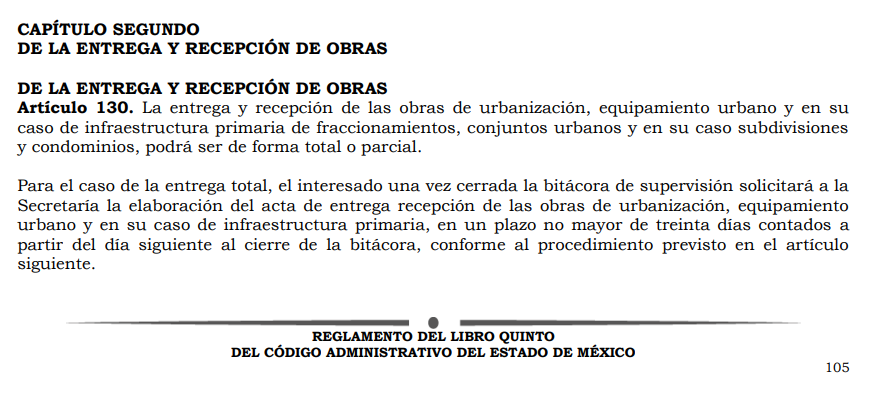 CAPÍTULO SEGUNDO
DE LA ENTREGA Y RECEPCIÓN DE OBRAS
DE LA ENTREGA Y RECEPCIÓN DE OBRAS
Artículo 130. La entrega y recepción de las obras de urbanización, equipamiento urbano y en su
caso de infraestructura primaria de fraccionamientos, conjuntos urbanos y en su caso subdivisiones
y condominios, podrá ser de forma total o parcial.
Para el caso de la entrega total, el interesado una vez cerrada la bitácora de supervisión solicitará a la
Secretaría la elaboración del acta de entrega recepción de las obras de urbanización, equipamiento
urbano y en su caso de infraestructura primaria, en un plazo no mayor de treinta días contados a
partir del día siguiente al cierre de la bitácora, conforme al procedimiento previsto en el artículo
siguiente.
REGLAMENTO DEL LIBRO QUINTO
DEL CÓDIGO ADMINISTRATIVO DEL ESTADO DE MÉXICO
105